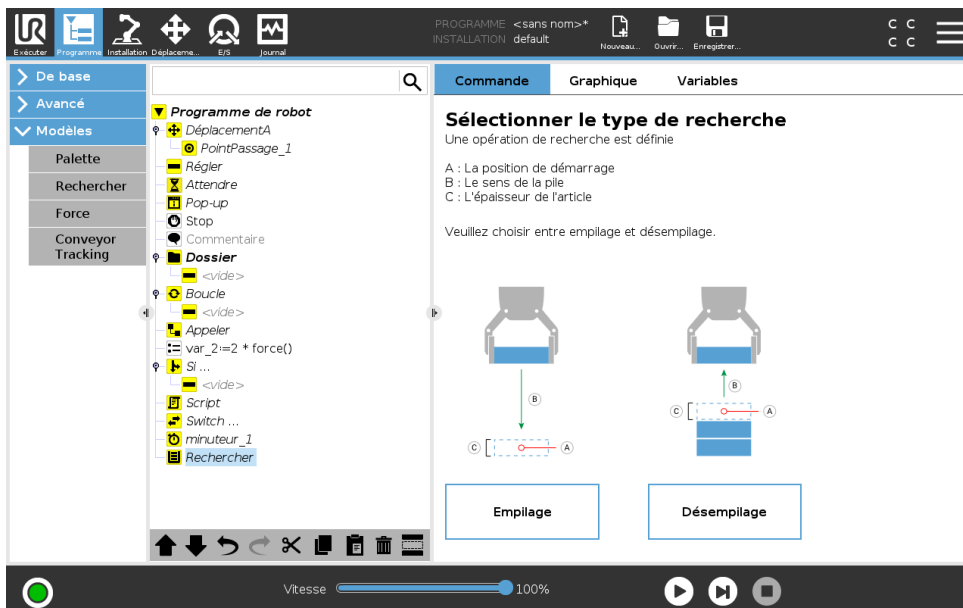 UR
PROGRAMME <sans nom>*
INSTALLATION default
C C
C C
Exécuter Programme Installation Déplaceme... E/S Journal Nouveau... Ouvrir... Enregistrer...
De base
Avancé
Modèles
Palette
Rechercher
Force
Conveyor
Tracking
Programme de robot
DéplacementA
PointPassage_1
Régler
Attendre
Pop-up
Stop
Commentaire
Dossier
<vide>
Boucle
<vide>
Appeler
var_2:=2 * force()
Si ...
<vide>
Script
Switch ...
minuteur_1
Rechercher
Commande Graphique Variables
Sélectionner le type de recherche
Une opération de recherche est définie
A : La position de démarrage
B : Le sens de la pile
C : L'épaisseur de l'article
Veuillez choisir entre empilage et désempilage.
B
C A
B
C A
Empilage Désempilage
Vitesse 100%